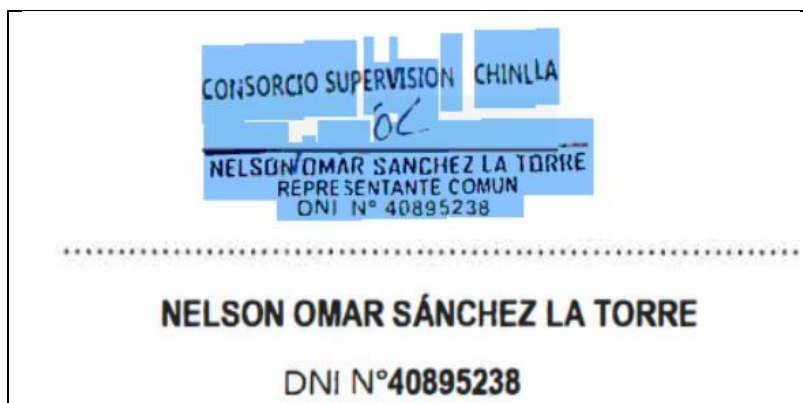 CONSORCIO SUPERVISION CHINLLA
NELSON OMAR SANCHEZ LA TORRE
REPRESENTANTE COMUN
DNI N° 40895238
NELSON OMAR SÁNCHEZ LA TORRE
DNI N°40895238